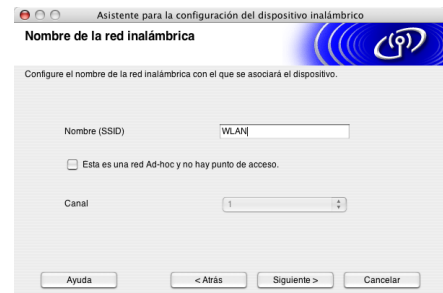 Asistente para la configuración del dispositivo inalámbrico
Nombre de la red inalámbrica
Configure el nombre de la red inalámbrica con el que se asociará el dispositivo.
Nombre (SSID)
WLAN
Esta es una red Ad-hoc y no hay punto de acceso.
Canal
1
Ayuda
< Atrás
Siguiente >
Cancelar